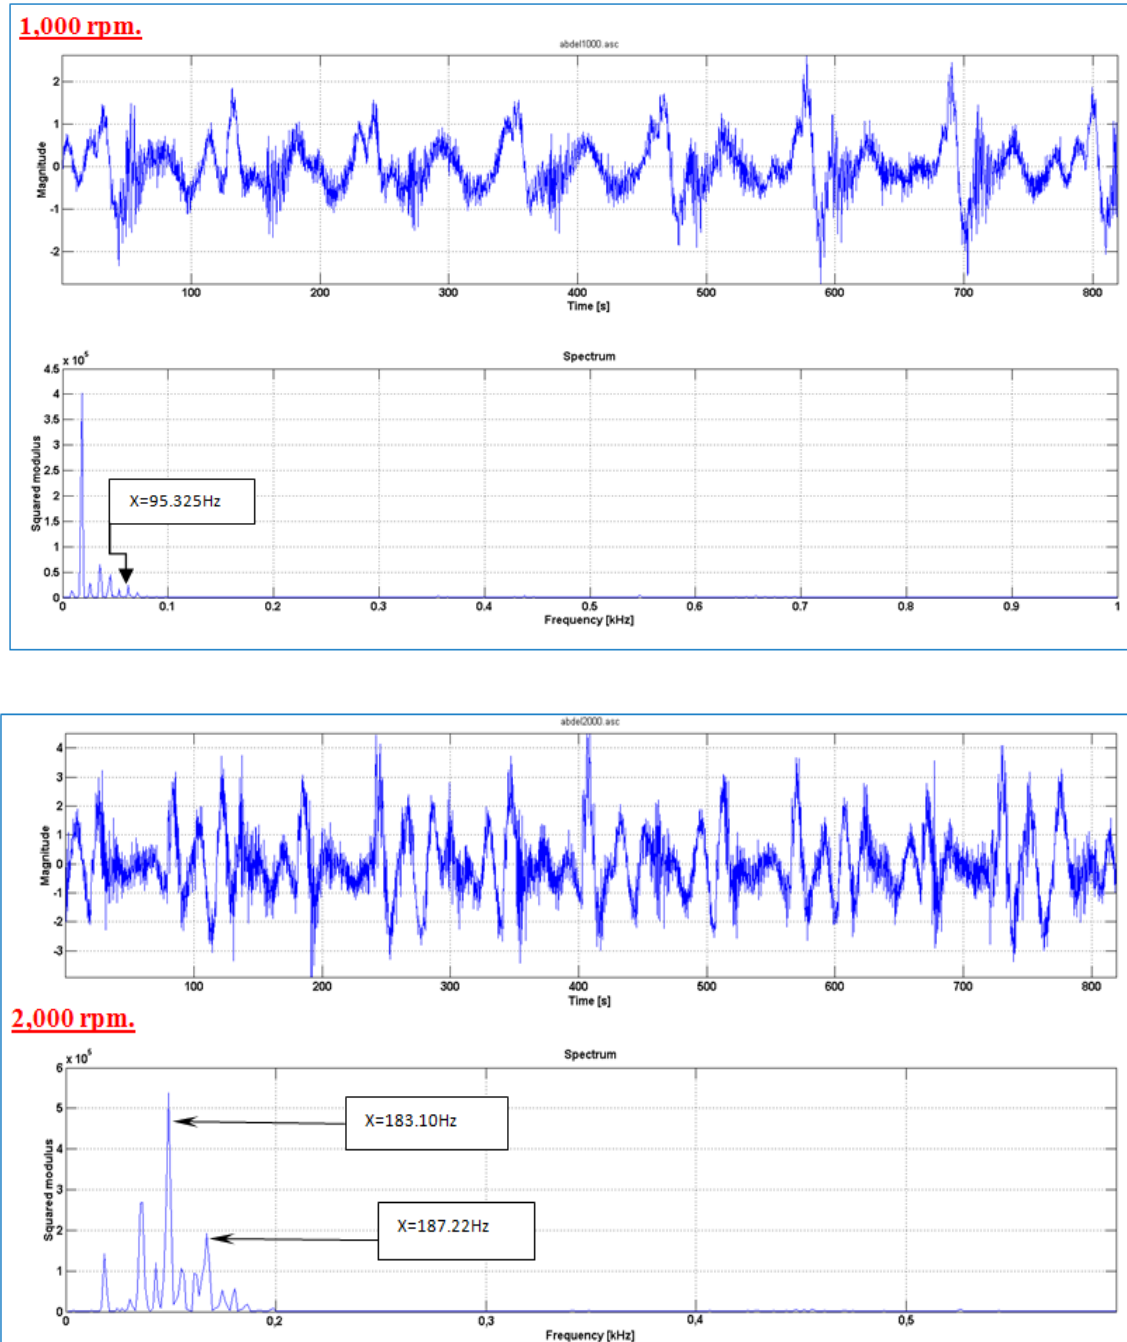 1,000 rpm.
abdel1000.asc
Magnitude
2
1
0
-1
-2
100 200 300 400 500 600 700 800
Time [s]
x 10^5
Spectrum
Squared modulus
4.5
4
3.5
3
2.5
2
1.5
1
0.5
0
X=95.325Hz
0 0.1 0.2 0.3 0.4 0.5 0.6 0.7 0.8 0.9 1
Frequency [kHz]
abdel2000.asc
Magnitude
4
3
2
1
0
-1
-2
-3
100 200 300 400 500 600 700 800
Time [s]
2,000 rpm.
x 10^5
Spectrum
Squared modulus
6
5
4
3
2
1
0
X=183.10Hz
X=187.22Hz
0 0,2 0,3 0,4 0,5
Frequency [kHz]